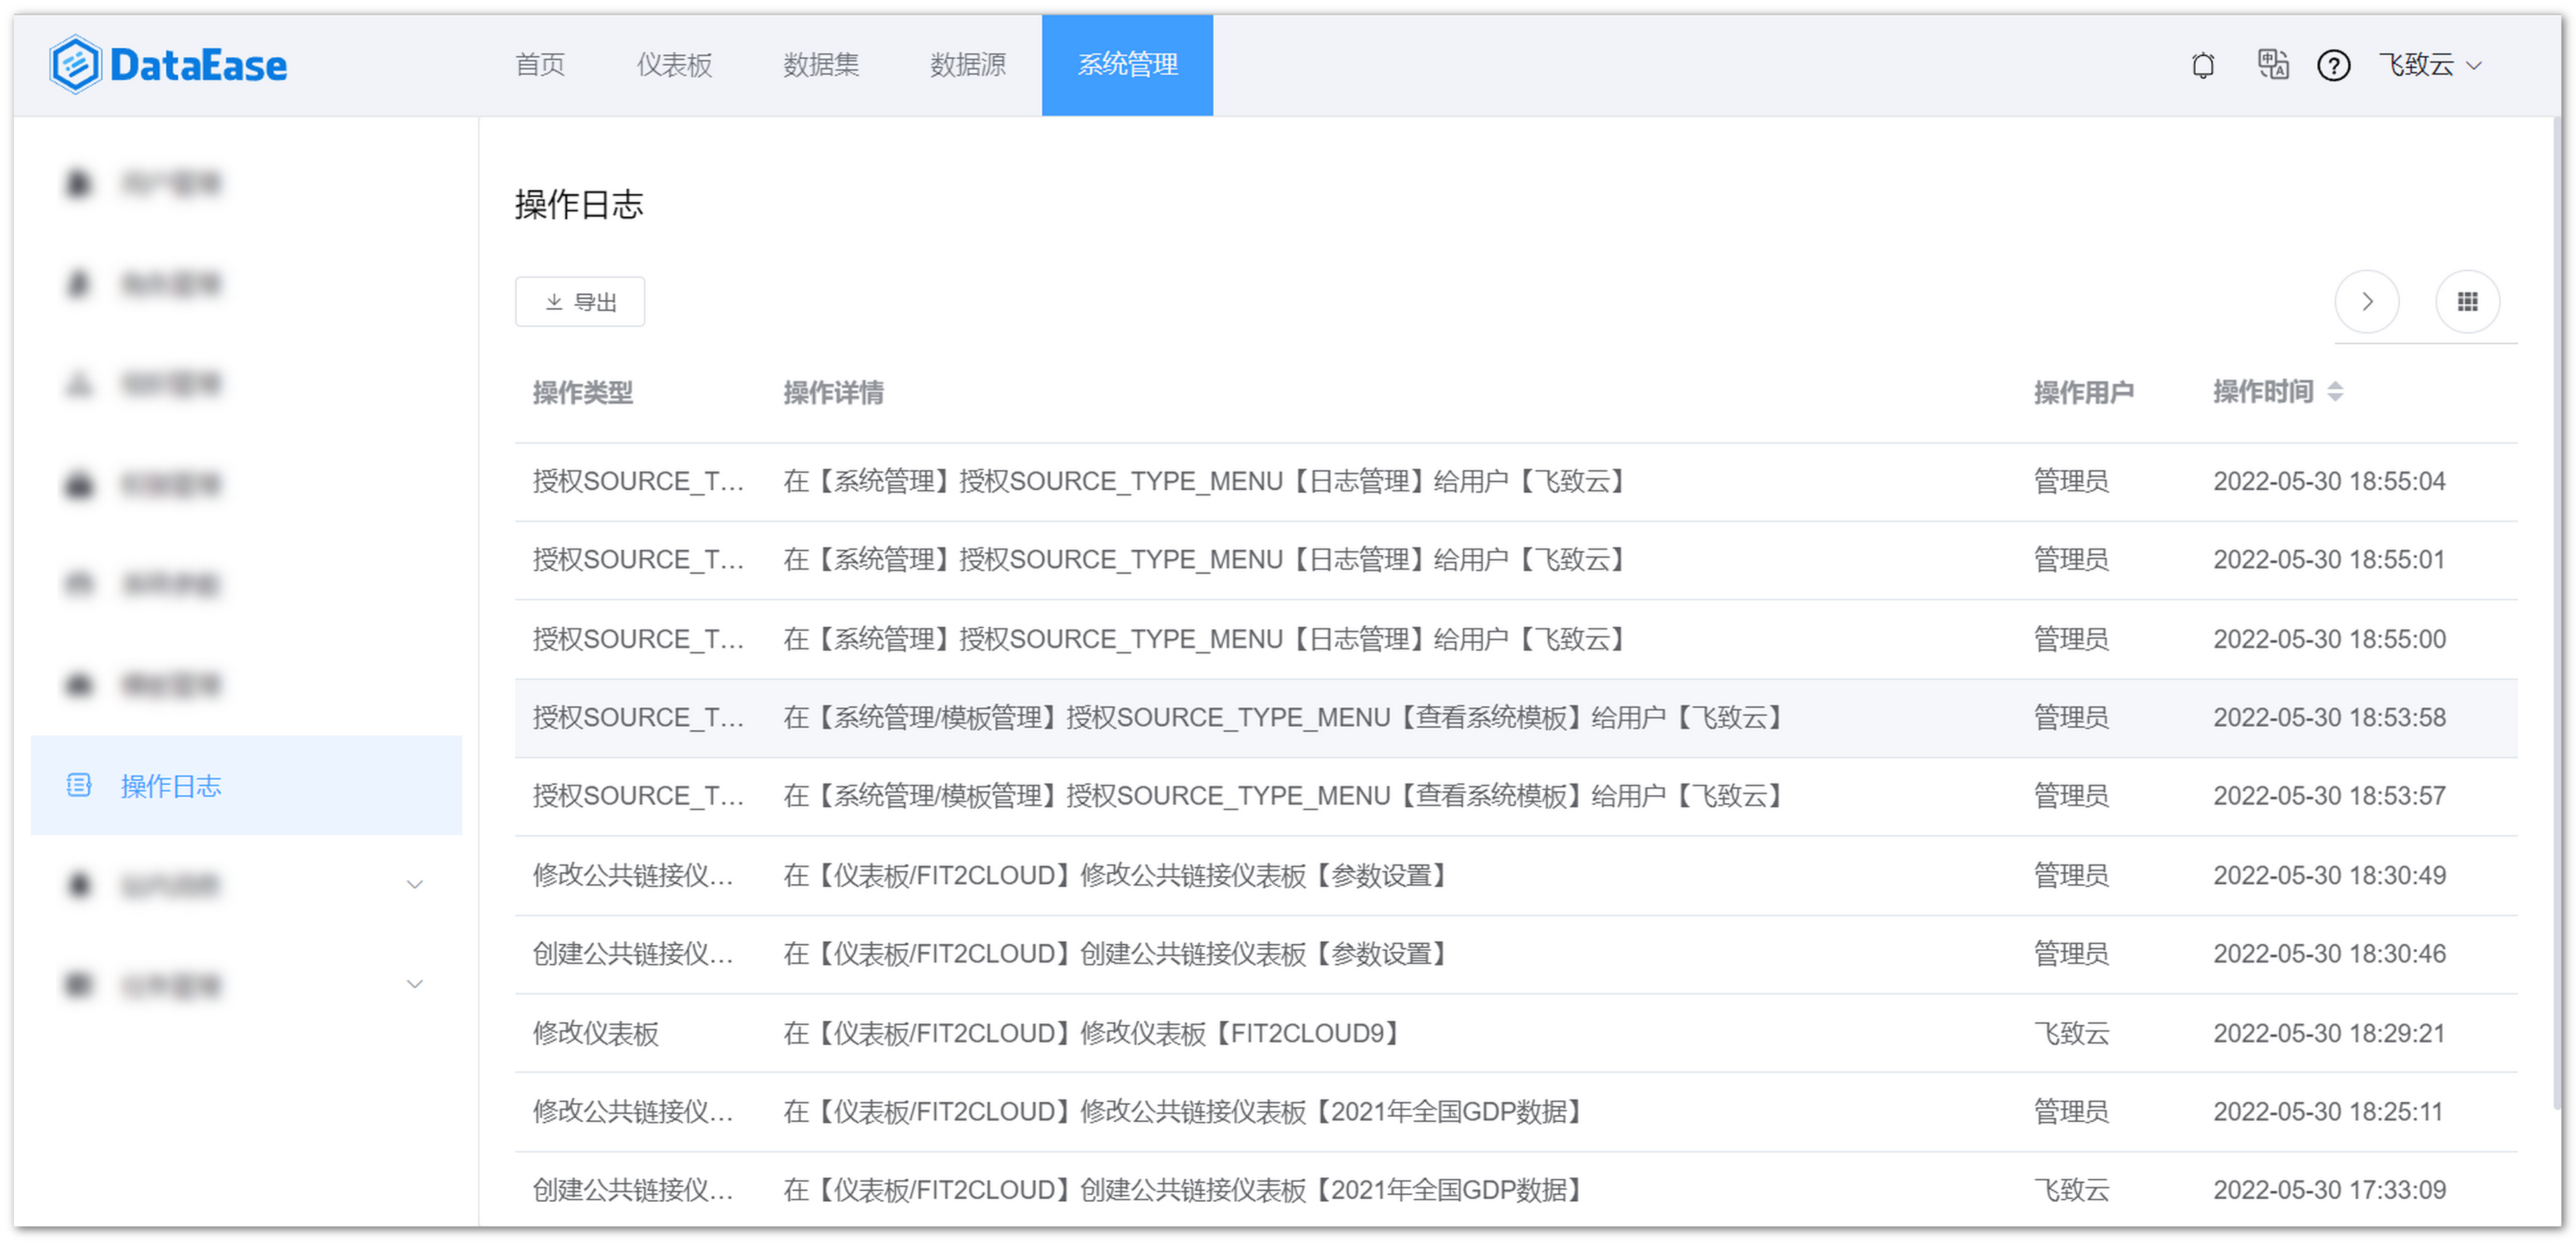 DataEase 首页 仪表板 数据集 数据源 系统管理 飞致云
操作日志
导出
操作类型 操作详情 操作用户 操作时间
授权SOURCE_T... 在【系统管理】授权SOURCE_TYPE_MENU【日志管理】给用户【飞致云】 管理员 2022-05-30 18:55:04
授权SOURCE_T... 在【系统管理】授权SOURCE_TYPE_MENU【日志管理】给用户【飞致云】 管理员 2022-05-30 18:55:01
授权SOURCE_T... 在【系统管理】授权SOURCE_TYPE_MENU【日志管理】给用户【飞致云】 管理员 2022-05-30 18:55:00
授权SOURCE_T... 在【系统管理/模板管理】授权SOURCE_TYPE_MENU【查看系统模板】给用户【飞致云】 管理员 2022-05-30 18:53:58
操作日志
授权SOURCE_T... 在【系统管理/模板管理】授权SOURCE_TYPE_MENU【查看系统模板】给用户【飞致云】 管理员 2022-05-30 18:53:57
修改公共链接仪... 在【仪表板/FIT2CLOUD】修改公共链接仪表板【参数设置】 管理员 2022-05-30 18:30:49
创建公共链接仪... 在【仪表板/FIT2CLOUD】创建公共链接仪表板【参数设置】 管理员 2022-05-30 18:30:46
修改仪表板 在【仪表板/FIT2CLOUD】修改仪表板【FIT2CLOUD9】 飞致云 2022-05-30 18:29:21
修改公共链接仪... 在【仪表板/FIT2CLOUD】修改公共链接仪表板【2021年全国GDP数据】 管理员 2022-05-30 18:25:11
创建公共链接仪... 在【仪表板/FIT2CLOUD】创建公共链接仪表板【2021年全国GDP数据】 飞致云 2022-05-30 17:33:09